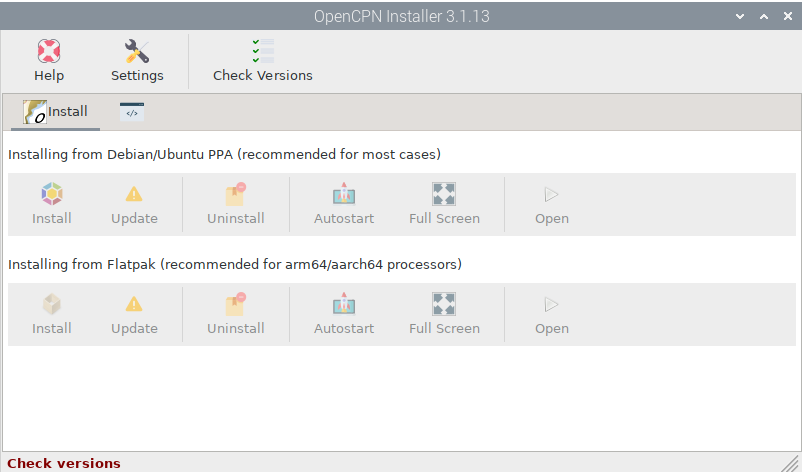 OpenCPN Installer 3.1.13
Help Settings Check Versions
Install </>
Installing from Debian/Ubuntu PPA (recommended for most cases)
Install Update Uninstall Autostart Full Screen Open
Installing from Flatpak (recommended for arm64/aarch64 processors)
Install Update Uninstall Autostart Full Screen Open
Check versions